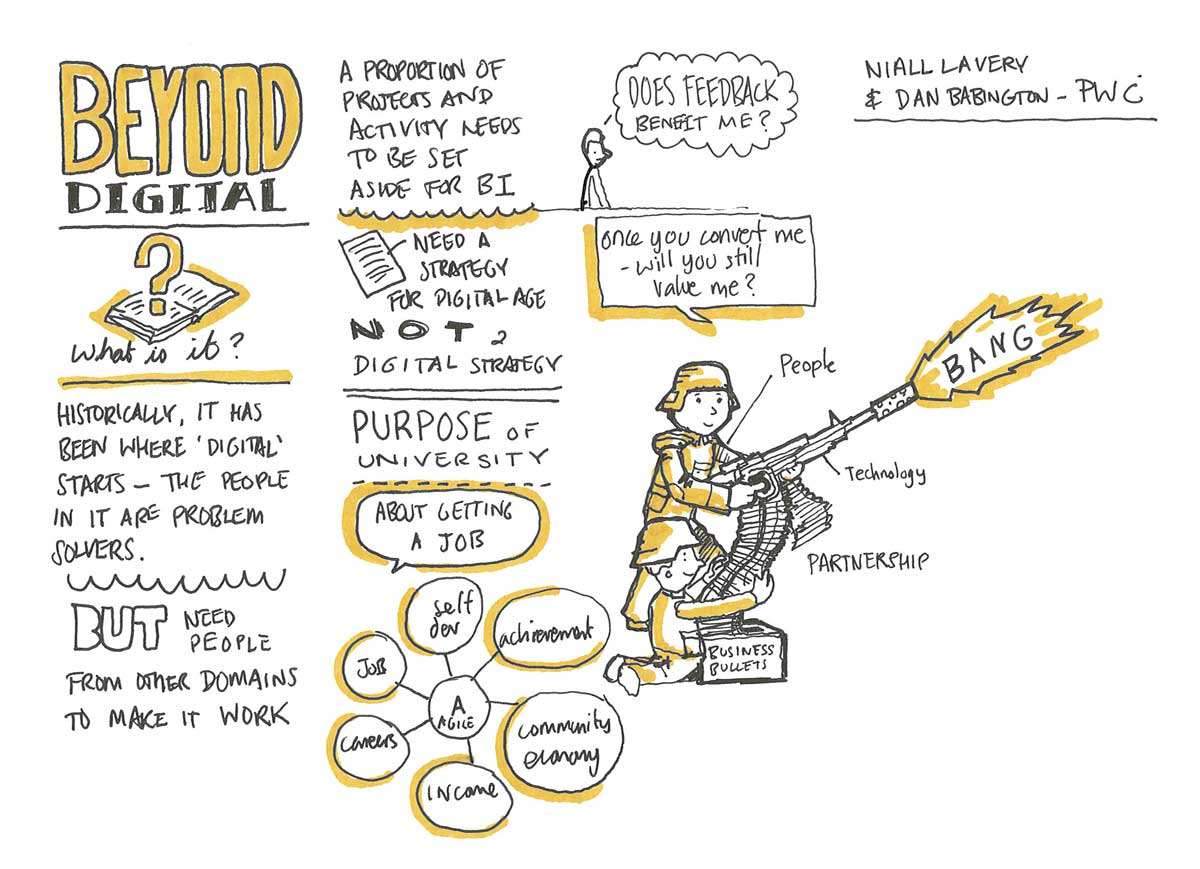 BEYOND
DIGITAL
?
What is it?
HISTORICALLY, IT HAS
BEEN WHERE 'DIGITAL'
STARTS – THE PEOPLE
IN IT ARE PROBLEM
SOLVERS.
BUT NEED
PEOPLE
FROM OTHER DOMAINS
TO MAKE IT WORK
A PROPORTION OF
PROJECTS AND
ACTIVITY NEEDS
TO BE SET
ASIDE FOR BI
NEED A
STRATEGY
FOR DIGITAL AGE
NOT 2
DIGITAL STRATEGY
PURPOSE OF
UNIVERSITY
ABOUT GETTING
A JOB
self
dev
achievement
JOB
A
AGILE
careers
community
economy
INCOME
DOES FEEDBACK
BENEFIT ME?
once you convert me
- will you still
value me?
People
BANG
Technology
PARTNERSHIP
BUSINESS
BULLETS
NIALL LAVERY
& DAN BABINGTON – PWC